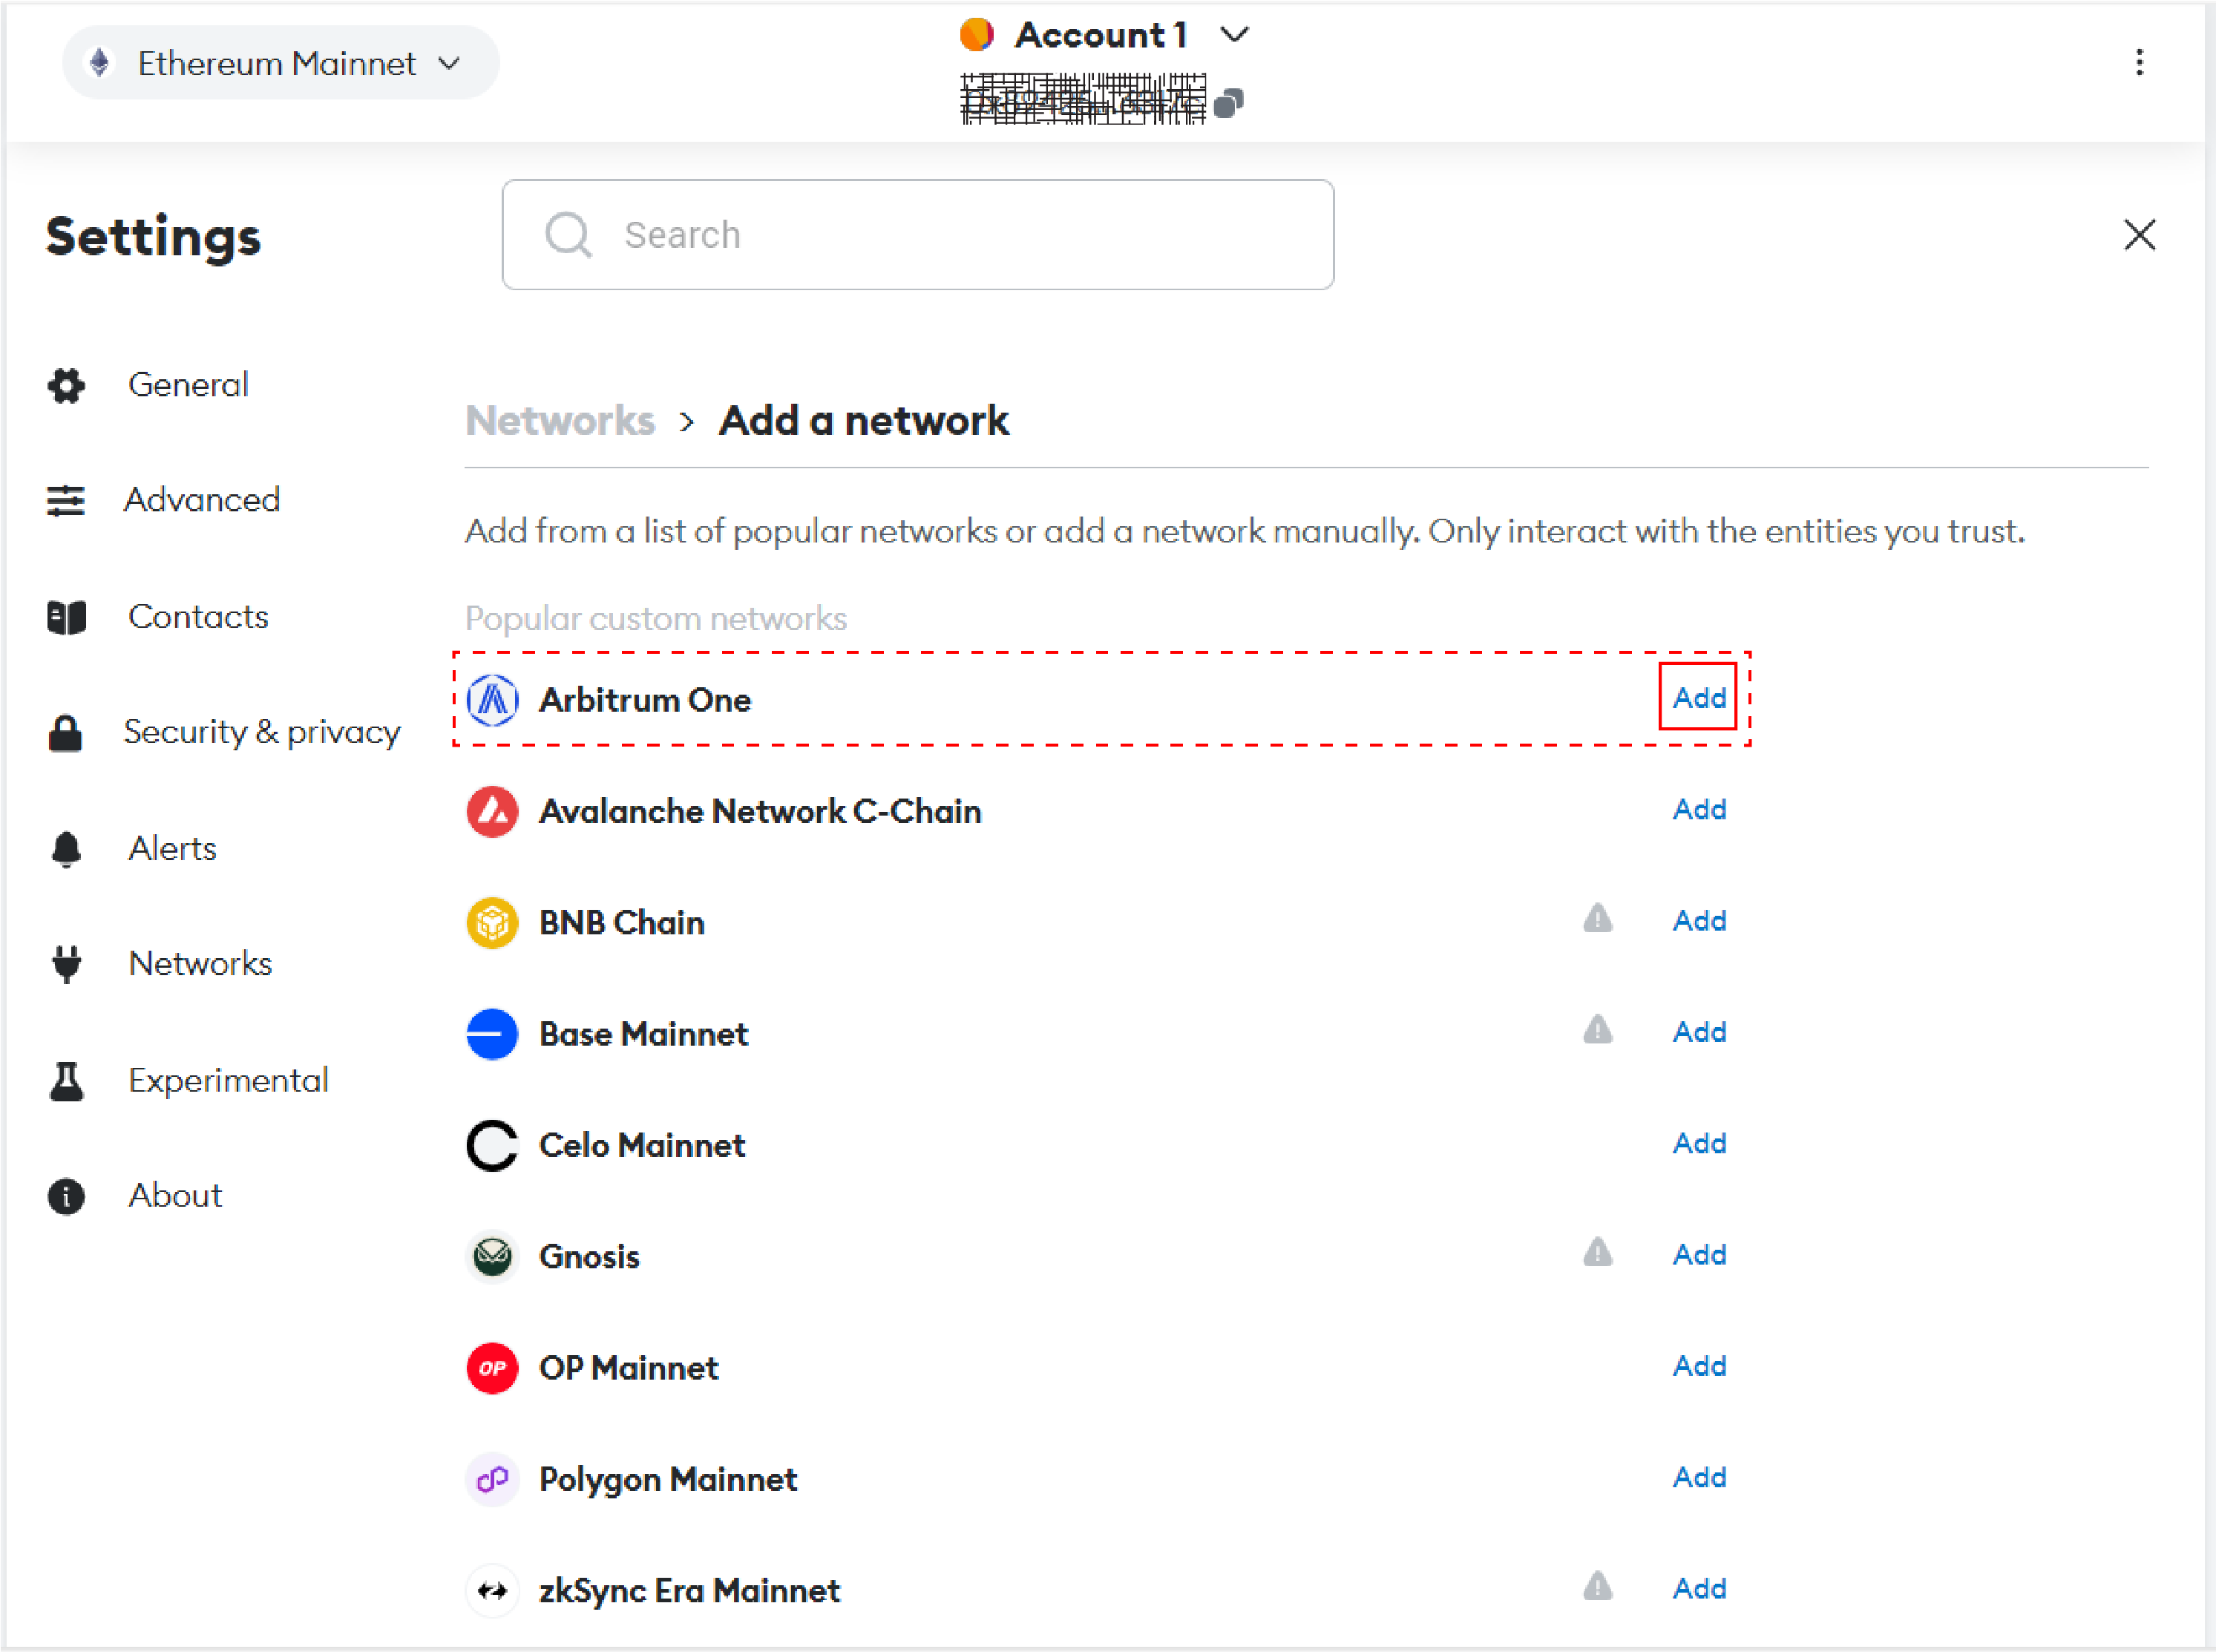 Ethereum Mainnet
Account 1
Settings
Search
General
Advanced
Contacts
Security & privacy
Alerts
Networks
Experimental
About
Networks > Add a network
Add from a list of popular networks or add a network manually. Only interact with the entities you trust.
Popular custom networks
Arbitrum One Add
Avalanche Network C-Chain Add
BNB Chain Add
Base Mainnet Add
Celo Mainnet Add
Gnosis Add
OP OP Mainnet Add
Polygon Mainnet Add
zkSync Era Mainnet Add